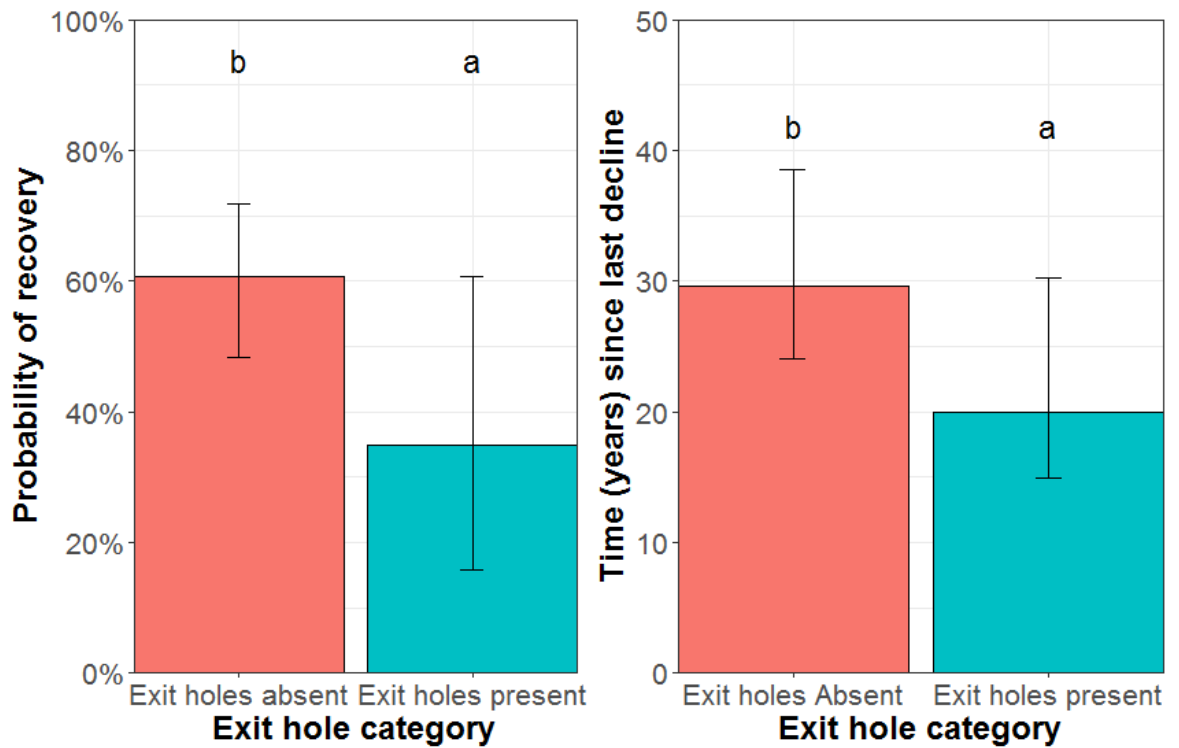 100%
80%
60%
40%
20%
0%
Probability of recovery
b
a
Exit holes absent
Exit holes present
Exit hole category
50
40
30
20
10
0
Time (years) since last decline
b
a
Exit holes Absent
Exit holes present
Exit hole category